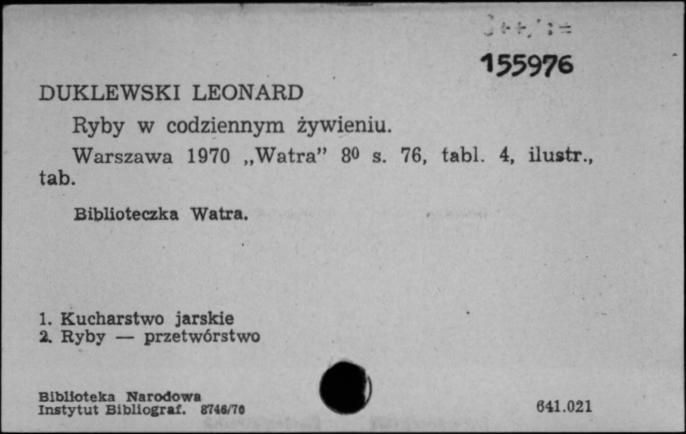 155976
DUKLEWSKI LEONARD
Ryby w codziennym żywieniu.
Warszawa 1970 „Watra” 8⁰ s. 76, tabl. 4, ilustr.,
tab.
Biblioteczka Watra.
1. Kucharstwo jarskie
2. Ryby — przetwórstwo
Biblioteka Narodowa
Instytut Bibliograf. 8746/70
641.021